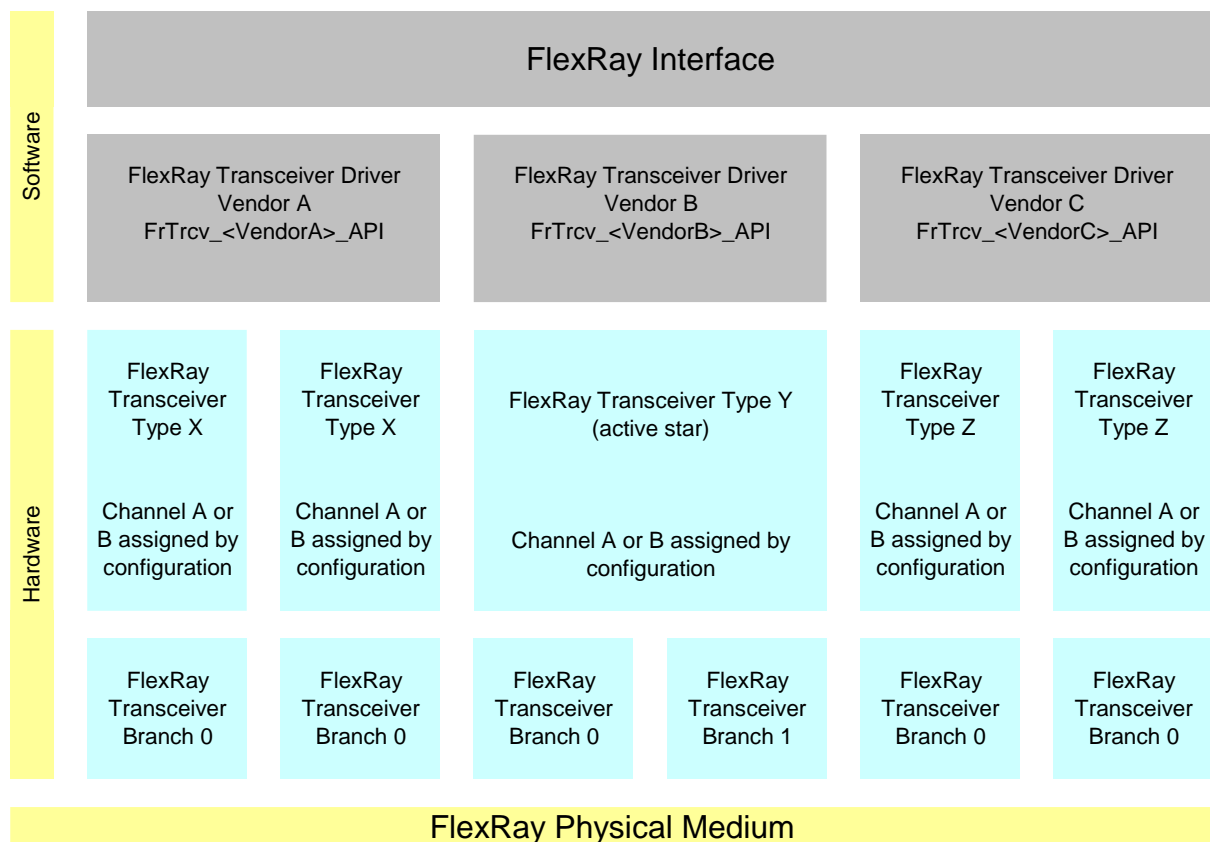 FlexRay Interface
Software
FlexRay Transceiver Driver
Vendor A
FrTrcv_<VendorA>_API
FlexRay Transceiver Driver
Vendor B
FrTrcv_<VendorB>_API
FlexRay Transceiver Driver
Vendor C
FrTrcv_<VendorC>_API
Hardware
FlexRay
Transceiver
Type X
Channel A or
B assigned by
configuration
FlexRay
Transceiver
Type X
Channel A or
B assigned by
configuration
FlexRay Transceiver Type Y
(active star)
Channel A or B assigned by
configuration
FlexRay
Transceiver
Type Z
Channel A or
B assigned by
configuration
FlexRay
Transceiver
Type Z
Channel A or
B assigned by
configuration
FlexRay
Transceiver
Branch 0
FlexRay
Transceiver
Branch 0
FlexRay
Transceiver
Branch 0
FlexRay
Transceiver
Branch 1
FlexRay
Transceiver
Branch 0
FlexRay
Transceiver
Branch 0
FlexRay Physical Medium